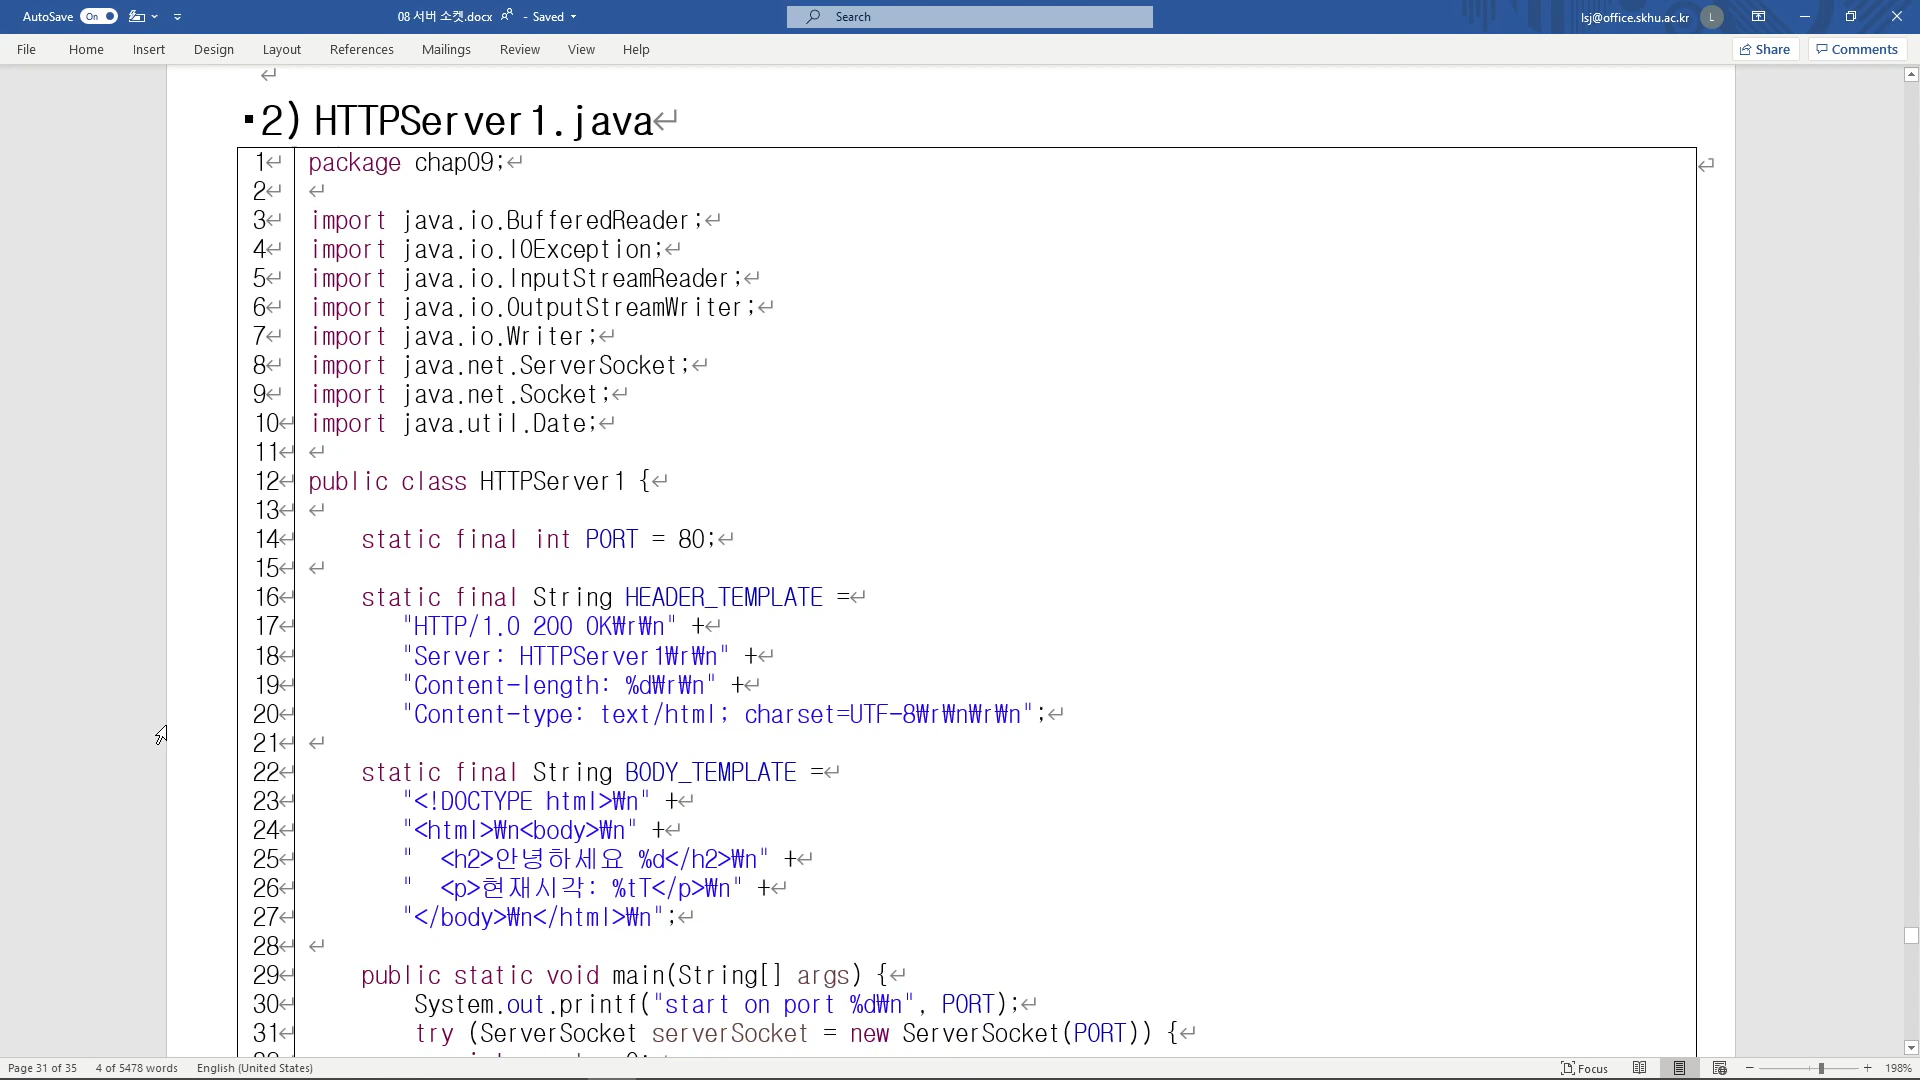 AutoSave On 08 서버 소켓.docx - Saved Search lsj@office.skhu.ac.kr L
File Home Insert Design Layout References Mailings Review View Help Share Comments
2) HTTPServer1.java
1 package chap09;
2
3 import java.io.BufferedReader;
4 import java.io.IOException;
5 import java.io.InputStreamReader;
6 import java.io.OutputStreamWriter;
7 import java.io.Writer;
8 import java.net.ServerSocket;
9 import java.net.Socket;
10 import java.util.Date;
11
12 public class HTTPServer1 {
13
14 static final int PORT = 80;
15
16 static final String HEADER_TEMPLATE =
17 "HTTP/1.0 200 OK₩r₩n" +
18 "Server: HTTPServer1₩r₩n" +
19 "Content-length: %d₩r₩n" +
20 "Content-type: text/html; charset=UTF-8₩r₩n₩r₩n";
21
22 static final String BODY_TEMPLATE =
23 "<!DOCTYPE html>₩n" +
24 "<html>₩n<body>₩n" +
25 "  <h2>안녕하세요 %d</h2>₩n" +
26 "  <p>현재시각: %tT</p>₩n" +
27 "</body>₩n</html>₩n";
28
29 public static void main(String[] args) {
30 System.out.printf("start on port %d₩n", PORT);
31 try (ServerSocket serverSocket = new ServerSocket(PORT)) {
Page 31 of 35 4 of 5478 words English (United States) Focus 198%